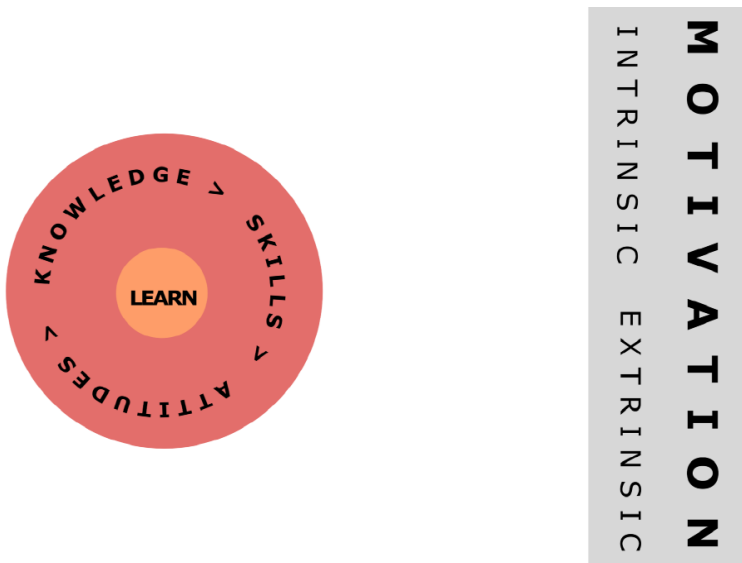 KNOWLEDGE > SKILLS > ATTITUDES >
LEARN
MOTIVATION
INTRINSIC EXTRINSIC